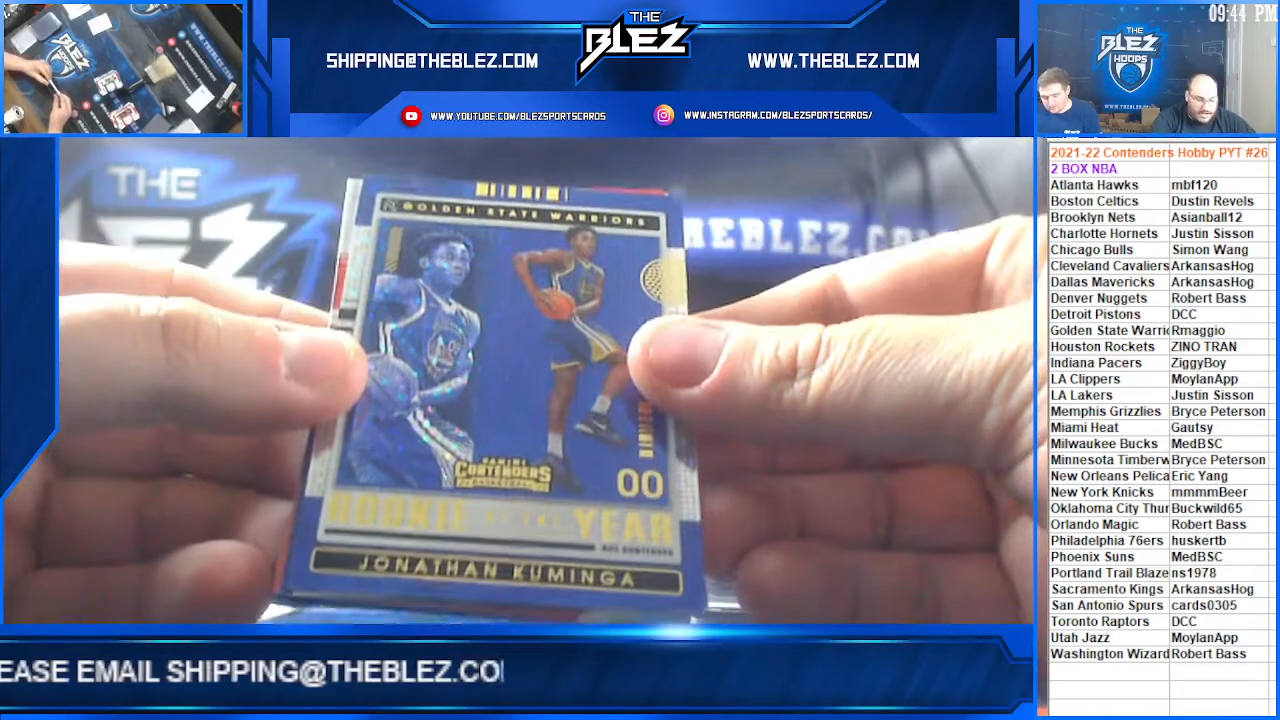 09:44 PM
THE
BLEZ
SHIPPING@THEBLEZ.COM
WWW.THEBLEZ.COM
WWW.YOUTUBE.COM/BLEZSPORTSCARDS
WWW.INSTAGRAM.COM/BLEZSPORTSCARDS/
THE
BLEZ
HOOPS
THE
HEBLEZ.CO
GOLDEN STATE WARRIORS
PANINI
CONTENDERS
BASKETBALL
00
ROOKIE OF THE YEAR
JONATHAN KUMINGA
EASE EMAIL SHIPPING@THEBLEZ.CO
2021-22 Contenders Hobby PYT #26
2 BOX NBA
Atlanta Hawks mbf120
Boston Celtics Dustin Revels
Brooklyn Nets Asianball12
Charlotte Hornets Justin Sisson
Chicago Bulls Simon Wang
Cleveland Cavaliers ArkansasHog
Dallas Mavericks ArkansasHog
Denver Nuggets Robert Bass
Detroit Pistons DCC
Golden State Warri Rmaggio
Houston Rockets ZINO TRAN
Indiana Pacers ZiggyBoy
LA Clippers MoylanApp
LA Lakers Justin Sisson
Memphis Grizzlies Bryce Peterson
Miami Heat Gautsy
Milwaukee Bucks MedBSC
Minnesota Timberw Bryce Peterson
New Orleans Pelica Eric Yang
New York Knicks mmmmBeer
Oklahoma City Thur Buckwild65
Orlando Magic Robert Bass
Philadelphia 76ers huskertb
Phoenix Suns MedBSC
Portland Trail Blaze ns1978
Sacramento Kings ArkansasHog
San Antonio Spurs cards0305
Toronto Raptors DCC
Utah Jazz MoylanApp
Washington Wizard Robert Bass